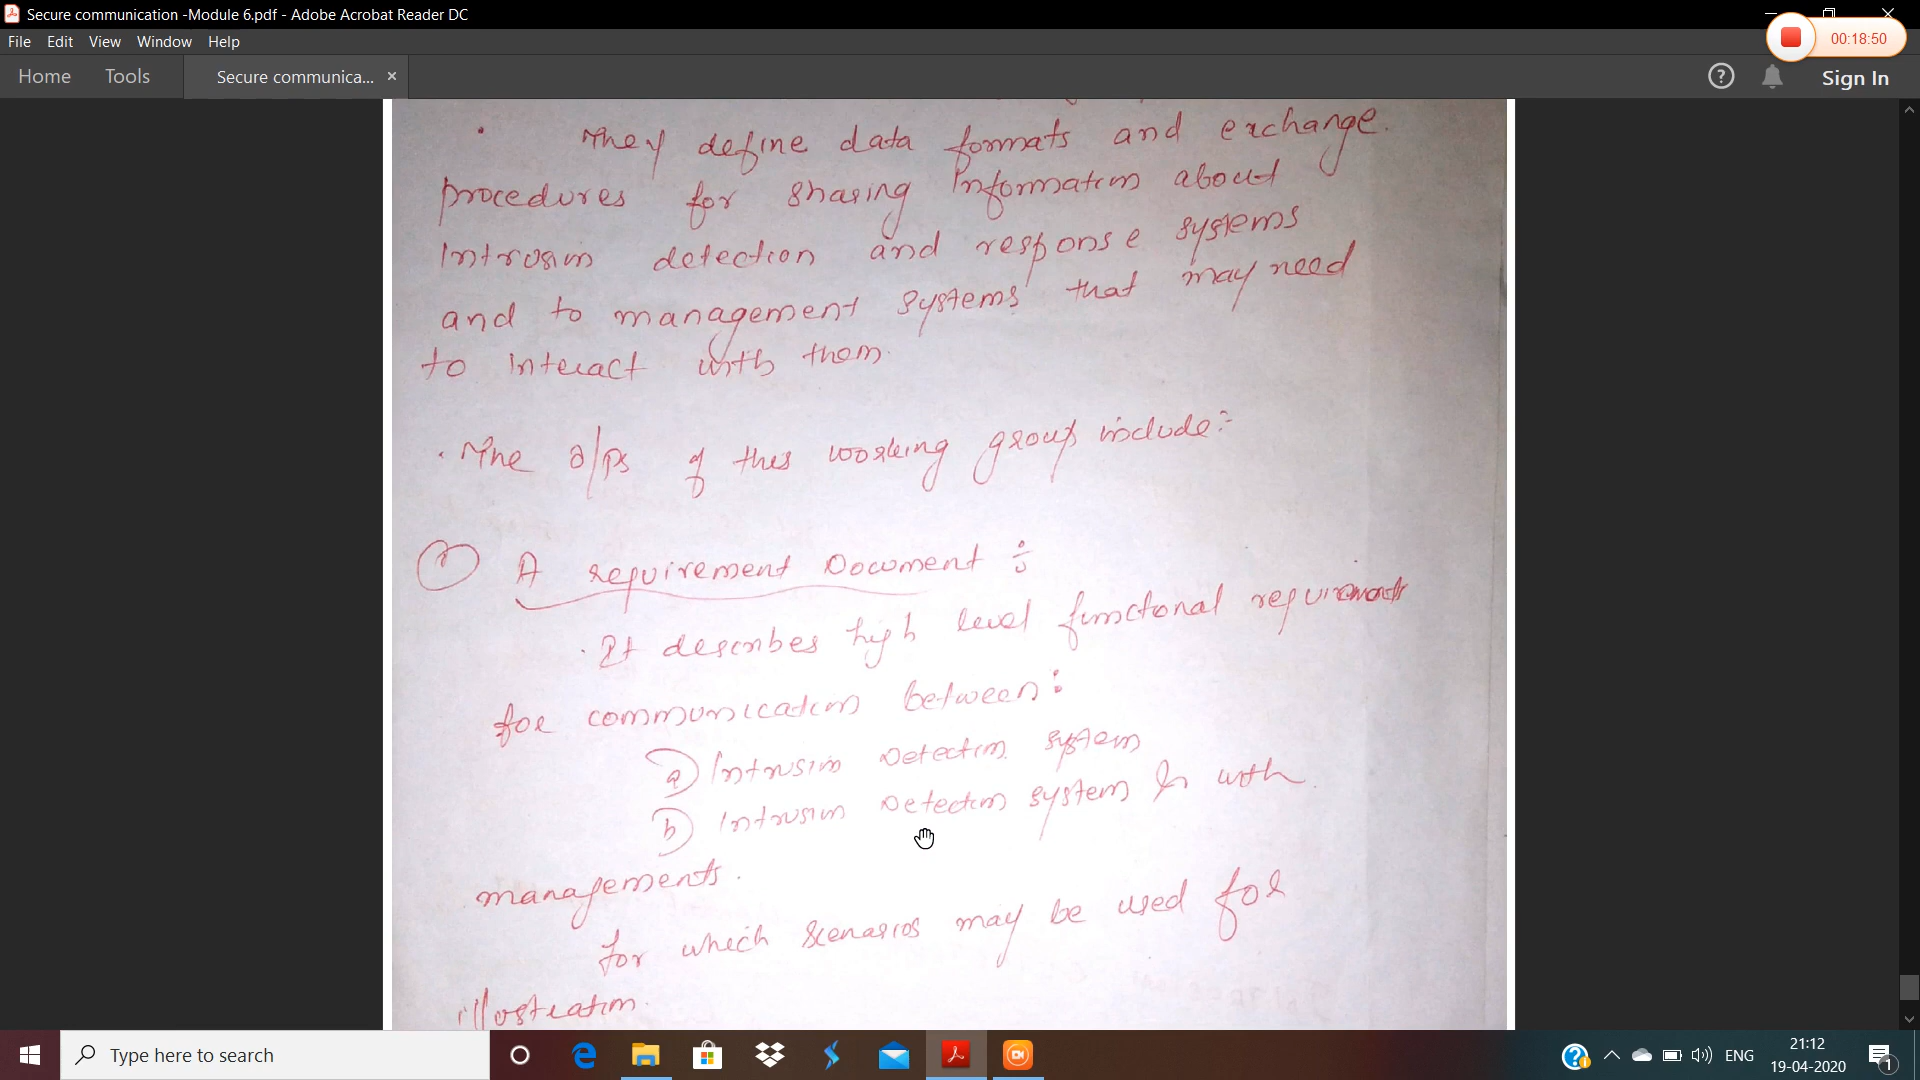 Secure communication -Module 6.pdf - Adobe Acrobat Reader DC
File Edit View Window Help
00:18:50
Home Tools Secure communica... × Sign In
They define data formats and exchange.
procedures for sharing information about
intrusion detection and response systems
and to management systems that may need
to interact with them.
. The o/ps of this working group include:-
① A requirement Document :
. It describes high level functional requirements
for communication between :
a) Intrusion Detection system
b) Intrusion Detection system & with
managements.
for which scenarios may be used for
illustration.
Type here to search
ENG
21:12
19-04-2020
1